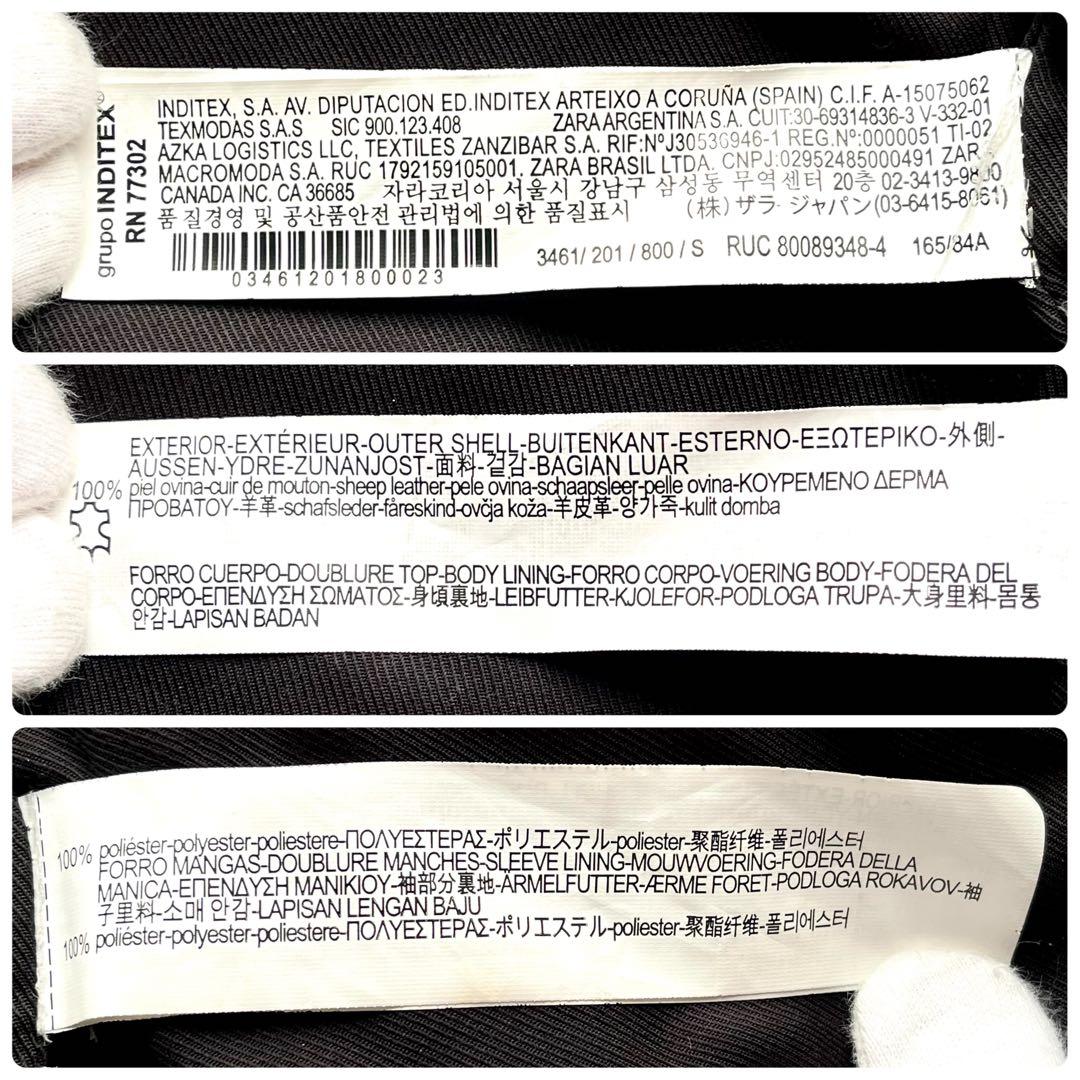 grupo INDITEX®
RN 77302
INDITEX, S.A. AV. DIPUTACION ED.INDITEX ARTEIXO A CORUÑA (SPAIN) C.I.F. A-15075062
TEXMODAS S.A.S SIC 900.123.408 ZARA ARGENTINA S.A. CUIT:30-69314836-3 V-332-01
AZKA LOGISTICS LLC, TEXTILES ZANZIBAR S.A. RIF:NºJ30536946-1 REG.Nº:0000051 TI-02
MACROMODA S.A. RUC 1792159105001, ZARA BRASIL LTDA. CNPJ:02952485000491 ZAR
CANADA INC. CA 36685 자라코리아 서울시 강남구 삼성동 무역센터 20층 02-3413-9800
품질경영 및 공산품안전 관리법에 의한 품질표시 (株) ザラ・ジャパン(03-6415-8061)
03461201800023
3461/ 201 / 800 / S RUC 80089348-4 165/84A
EXTERIOR-EXTÉRIEUR-OUTER SHELL-BUITENKANT-ESTERNO-ΕΞΩΤΕΡΙΚΟ-外側-
AUSSEN-YDRE-ZUNANJOST-面料-겉감-BAGIAN LUAR
100% piel ovina-cuir de mouton-sheep leather-pele ovina-schaapsleer-pelle ovina-ΚΟΥΡΕΜΕΝΟ ΔΕΡΜΑ
ΠΡΟΒΑΤΟΥ-羊革-schafsleder-fåreskind-ovčja koža-羊皮革-양가죽-kulit domba
FORRO CUERPO-DOUBLURE TOP-BODY LINING-FORRO CORPO-VOERING BODY-FODERA DEL
CORPO-ΕΠΕΝΔΥΣΗ ΣΩΜΑΤΟΣ-身頃裏地-LEIBFUTTER-KJOLEFOR-PODLOGA TRUPA-大身里料-몸통
안감-LAPISAN BADAN
100% poliéster-polyester-poliestere-ΠΟΛΥΕΣΤΕΡΑΣ-ポリエステル-poliester-聚酯纤维-폴리에스터
FORRO MANGAS-DOUBLURE MANCHES-SLEEVE LINING-MOUWVOERING-FODERA DELLA
MANICA-ΕΠΕΝΔΥΣΗ ΜΑΝΙΚΙΟΥ-袖部分裏地-ÄRMELFUTTER-ÆRME FORET-PODLOGA ROKAVOV-袖
子里料-소매 안감-LAPISAN LENGAN BAJU
100% poliéster-polyester-poliestere-ΠΟΛΥΕΣΤΕΡΑΣ-ポリエステル-poliester-聚酯纤维-폴리에스터